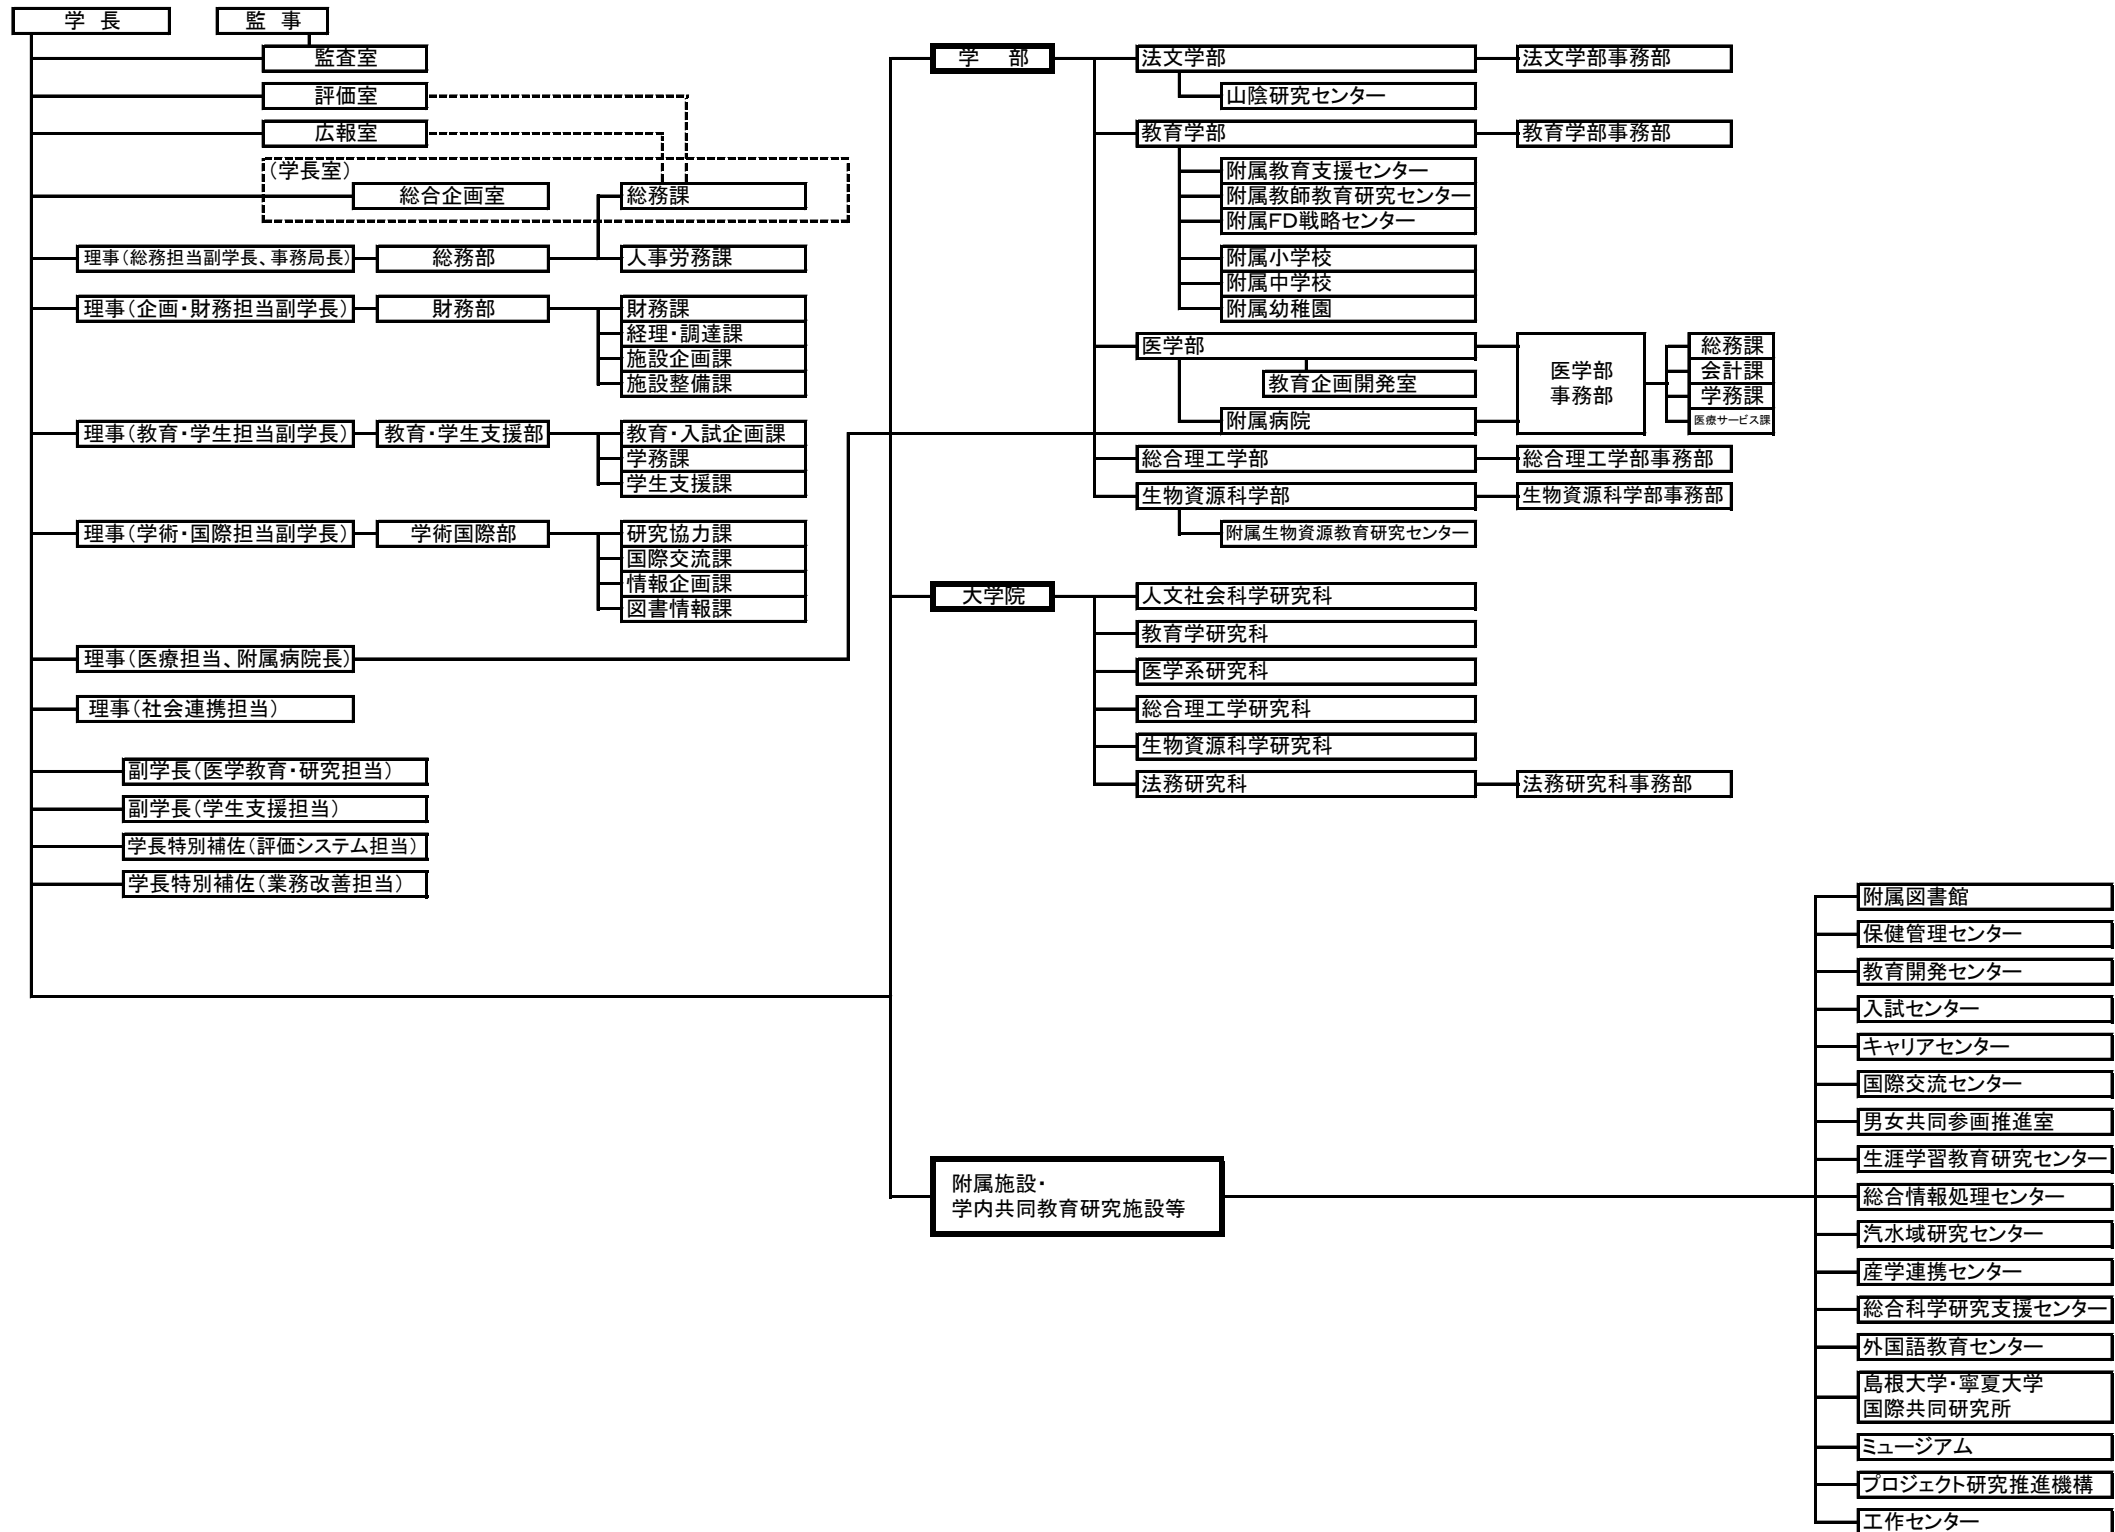 学 長
監 事
監査室
評価室
広報室
(学長室)
総合企画室
総務課
理事(総務担当副学長、事務局長)
総務部
人事労務課
理事(企画・財務担当副学長)
財務部
財務課
経理・調達課
施設企画課
施設整備課
理事(教育・学生担当副学長)
教育・学生支援部
教育・入試企画課
学務課
学生支援課
理事(学術・国際担当副学長)
学術国際部
研究協力課
国際交流課
情報企画課
図書情報課
理事(医療担当、附属病院長)
理事(社会連携担当)
副学長(医学教育・研究担当)
副学長(学生支援担当)
学長特別補佐(評価システム担当)
学長特別補佐(業務改善担当)
学 部
法文学部
法文学部事務部
山陰研究センター
教育学部
教育学部事務部
附属教育支援センター
附属教師教育研究センター
附属FD戦略センター
附属小学校
附属中学校
附属幼稚園
医学部
教育企画開発室
附属病院
医学部
事務部
総務課
会計課
学務課
医療サービス課
総合理工学部
総合理工学部事務部
生物資源科学部
生物資源科学部事務部
附属生物資源教育研究センター
大学院
人文社会科学研究科
教育学研究科
医学系研究科
総合理工学研究科
生物資源科学研究科
法務研究科
法務研究科事務部
附属施設・
学内共同教育研究施設等
附属図書館
保健管理センター
教育開発センター
入試センター
キャリアセンター
国際交流センター
男女共同参画推進室
生涯学習教育研究センター
総合情報処理センター
汽水域研究センター
産学連携センター
総合科学研究支援センター
外国語教育センター
島根大学・寧夏大学
国際共同研究所
ミュージアム
プロジェクト研究推進機構
工作センター